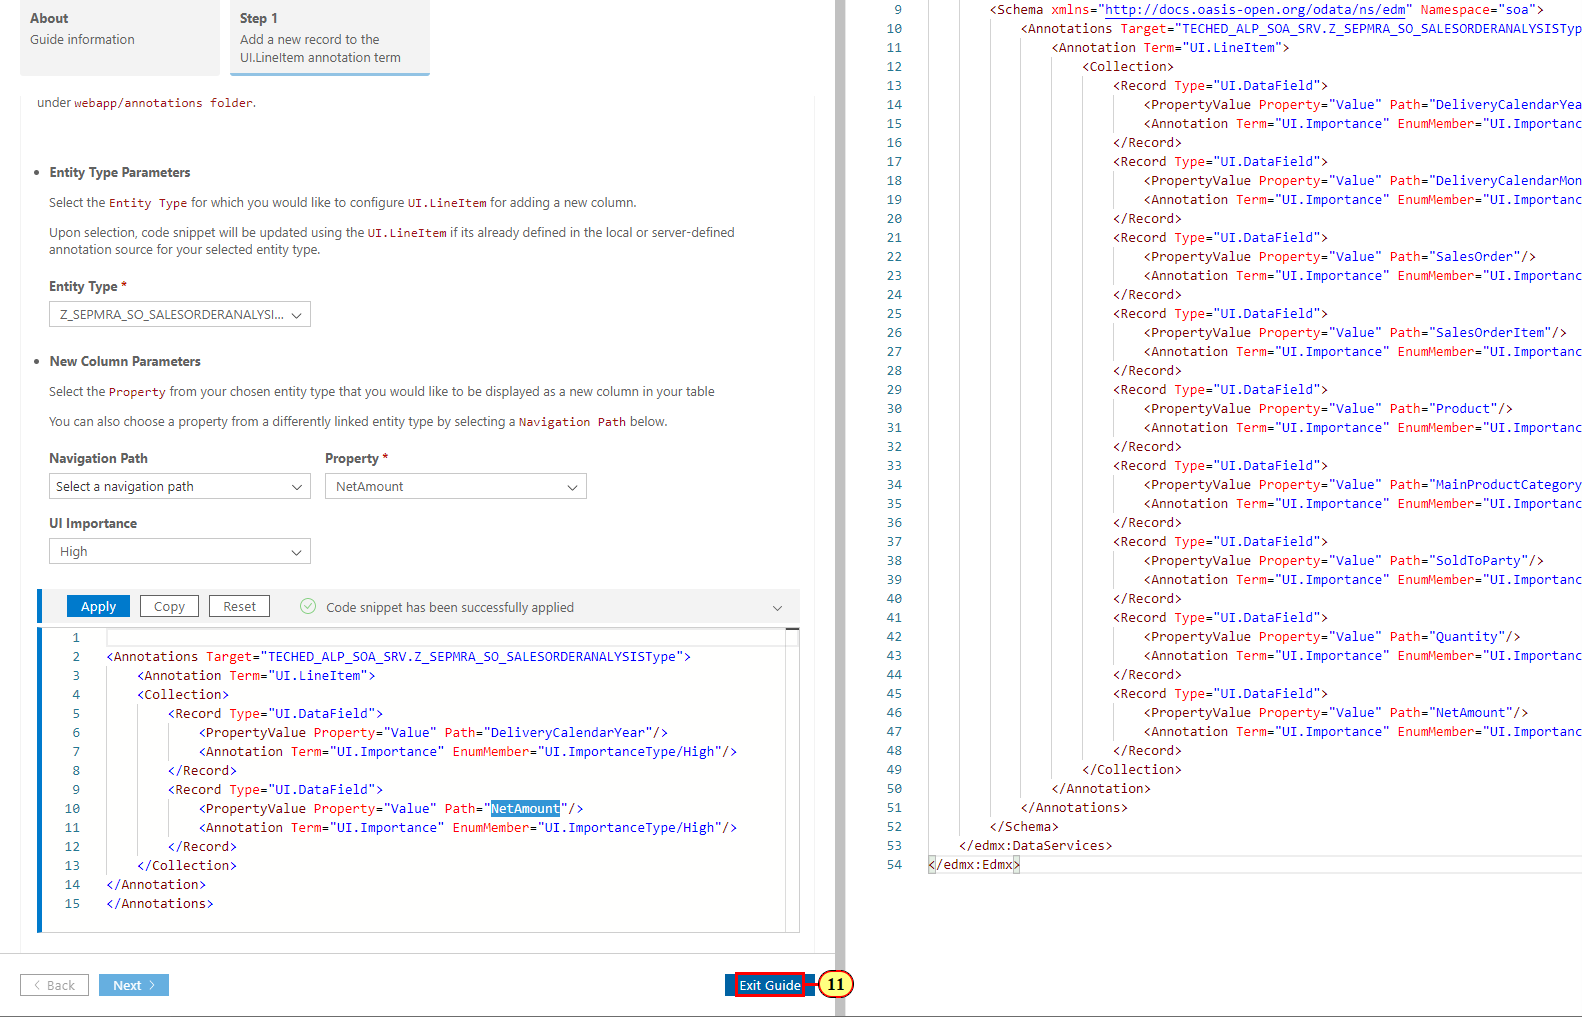 About
Guide information
Step 1
Add a new record to the
UI.LineItem annotation term
under webapp/annotations folder.
• Entity Type Parameters
Select the Entity Type for which you would like to configure UI.LineItem for adding a new column.
Upon selection, code snippet will be updated using the UI.LineItem if its already defined in the local or server-defined
annotation source for your selected entity type.
Entity Type *
Z_SEPMRA_SO_SALESORDERANALYSI...
• New Column Parameters
Select the Property from your chosen entity type that you would like to be displayed as a new column in your table
You can also choose a property from a differently linked entity type by selecting a Navigation Path below.
Navigation Path
Property *
Select a navigation path
NetAmount
UI Importance
High
Apply
Copy
Reset
Code snippet has been successfully applied
1
2 <Annotations Target="TECHED_ALP_SOA_SRV.Z_SEPMRA_SO_SALESORDERANALYSISType">
3 <Annotation Term="UI.LineItem">
4 <Collection>
5 <Record Type="UI.DataField">
6 <PropertyValue Property="Value" Path="DeliveryCalendarYear"/>
7 <Annotation Term="UI.Importance" EnumMember="UI.ImportanceType/High"/>
8 </Record>
9 <Record Type="UI.DataField">
10 <PropertyValue Property="Value" Path="NetAmount"/>
11 <Annotation Term="UI.Importance" EnumMember="UI.ImportanceType/High"/>
12 </Record>
13 </Collection>
14 </Annotation>
15 </Annotations>
< Back
Next >
Exit Guide
11
9 <Schema xmlns="http://docs.oasis-open.org/odata/ns/edm" Namespace="soa">
10 <Annotations Target="TECHED_ALP_SOA_SRV.Z_SEPMRA_SO_SALESORDERANALYSISTyp
11 <Annotation Term="UI.LineItem">
12 <Collection>
13 <Record Type="UI.DataField">
14 <PropertyValue Property="Value" Path="DeliveryCalendarYea
15 <Annotation Term="UI.Importance" EnumMember="UI.Importanc
16 </Record>
17 <Record Type="UI.DataField">
18 <PropertyValue Property="Value" Path="DeliveryCalendarMon
19 <Annotation Term="UI.Importance" EnumMember="UI.Importanc
20 </Record>
21 <Record Type="UI.DataField">
22 <PropertyValue Property="Value" Path="SalesOrder"/>
23 <Annotation Term="UI.Importance" EnumMember="UI.Importanc
24 </Record>
25 <Record Type="UI.DataField">
26 <PropertyValue Property="Value" Path="SalesOrderItem"/>
27 <Annotation Term="UI.Importance" EnumMember="UI.Importanc
28 </Record>
29 <Record Type="UI.DataField">
30 <PropertyValue Property="Value" Path="Product"/>
31 <Annotation Term="UI.Importance" EnumMember="UI.Importanc
32 </Record>
33 <Record Type="UI.DataField">
34 <PropertyValue Property="Value" Path="MainProductCategory
35 <Annotation Term="UI.Importance" EnumMember="UI.Importanc
36 </Record>
37 <Record Type="UI.DataField">
38 <PropertyValue Property="Value" Path="SoldToParty"/>
39 <Annotation Term="UI.Importance" EnumMember="UI.Importanc
40 </Record>
41 <Record Type="UI.DataField">
42 <PropertyValue Property="Value" Path="Quantity"/>
43 <Annotation Term="UI.Importance" EnumMember="UI.Importanc
44 </Record>
45 <Record Type="UI.DataField">
46 <PropertyValue Property="Value" Path="NetAmount"/>
47 <Annotation Term="UI.Importance" EnumMember="UI.Importanc
48 </Record>
49 </Collection>
50 </Annotation>
51 </Annotations>
52 </Schema>
53 </edmx:DataServices>
54 </edmx:Edmx>